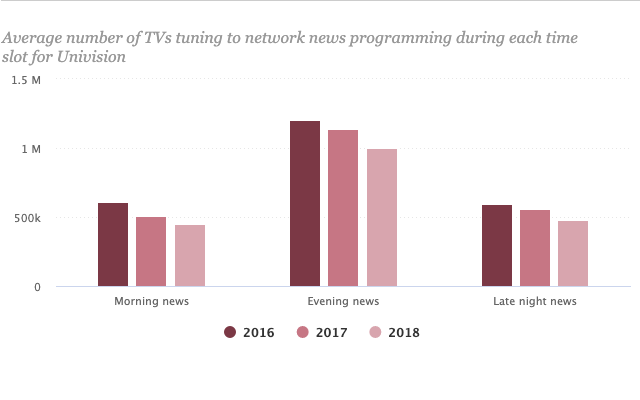 Average number of TVs tuning to network news programming during each time
slot for Univision
1.5 M
1 M
500k
0
Morning news Evening news Late night news
2016 2017 2018